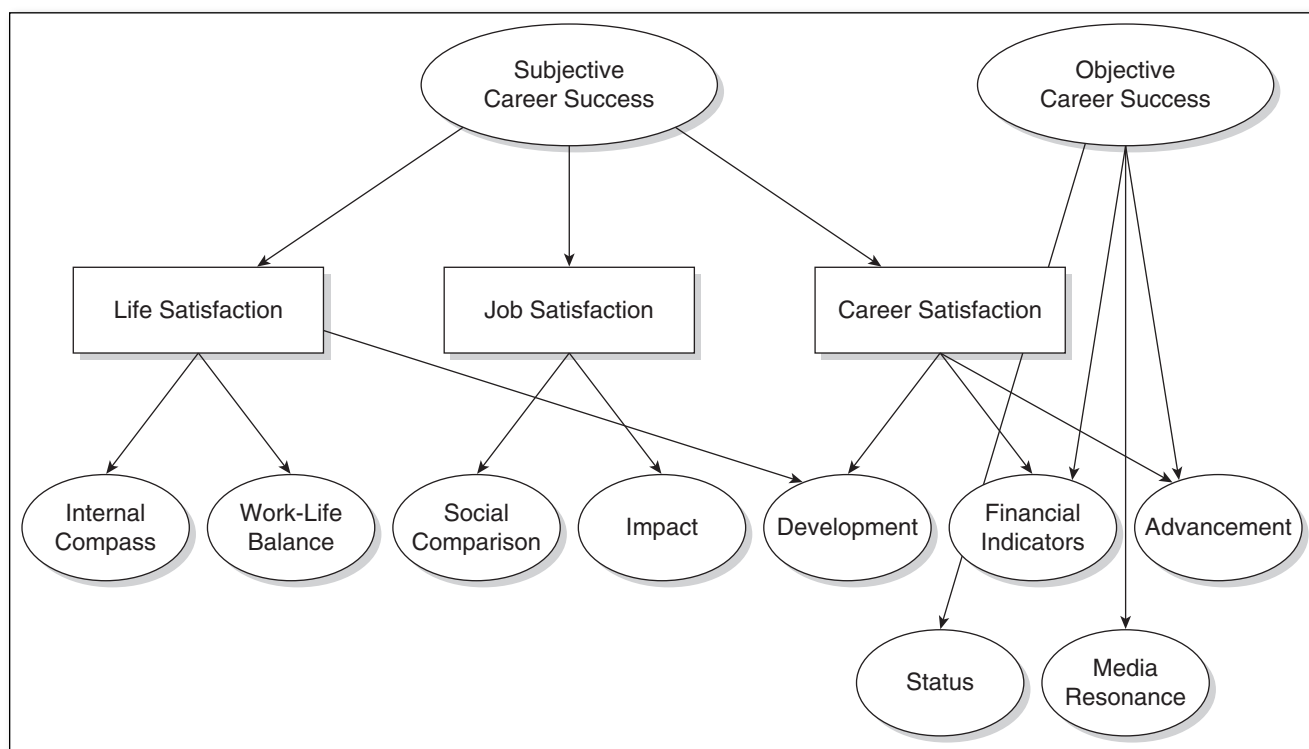 Subjective
Career Success
Objective
Career Success
Life Satisfaction
Job Satisfaction
Career Satisfaction
Internal
Compass
Work-Life
Balance
Social
Comparison
Impact
Development
Financial
Indicators
Advancement
Status
Media
Resonance